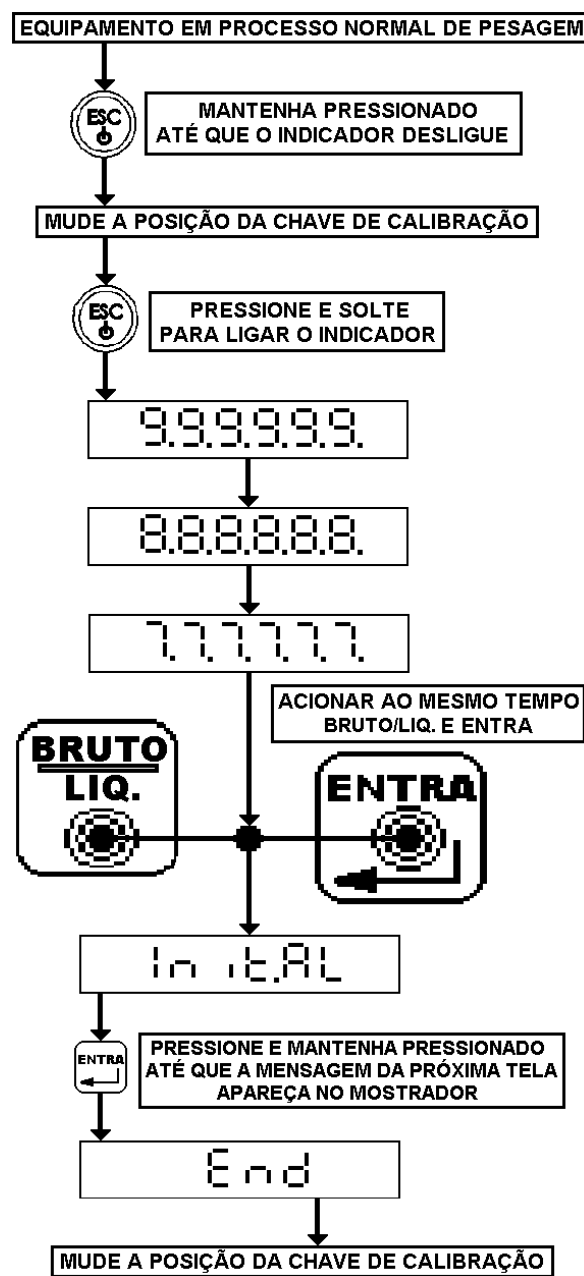 EQUIPAMENTO EM PROCESSO NORMAL DE PESAGEM
ESC
MANTENHA PRESSIONADO
ATÉ QUE O INDICADOR DESLIGUE
MUDE A POSIÇÃO DA CHAVE DE CALIBRAÇÃO
ESC
PRESSIONE E SOLTE
PARA LIGAR O INDICADOR
9.9.9.9.9.9.
8.8.8.8.8.8.
7.7.7.7.7.7.
ACIONAR AO MESMO TEMPO
BRUTO/LIQ. E ENTRA
BRUTO
LIQ.
ENTRA
In it.AL
ENTRA
PRESSIONE E MANTENHA PRESSIONADO
ATÉ QUE A MENSAGEM DA PRÓXIMA TELA
APAREÇA NO MOSTRADOR
End
MUDE A POSIÇÃO DA CHAVE DE CALIBRAÇÃO